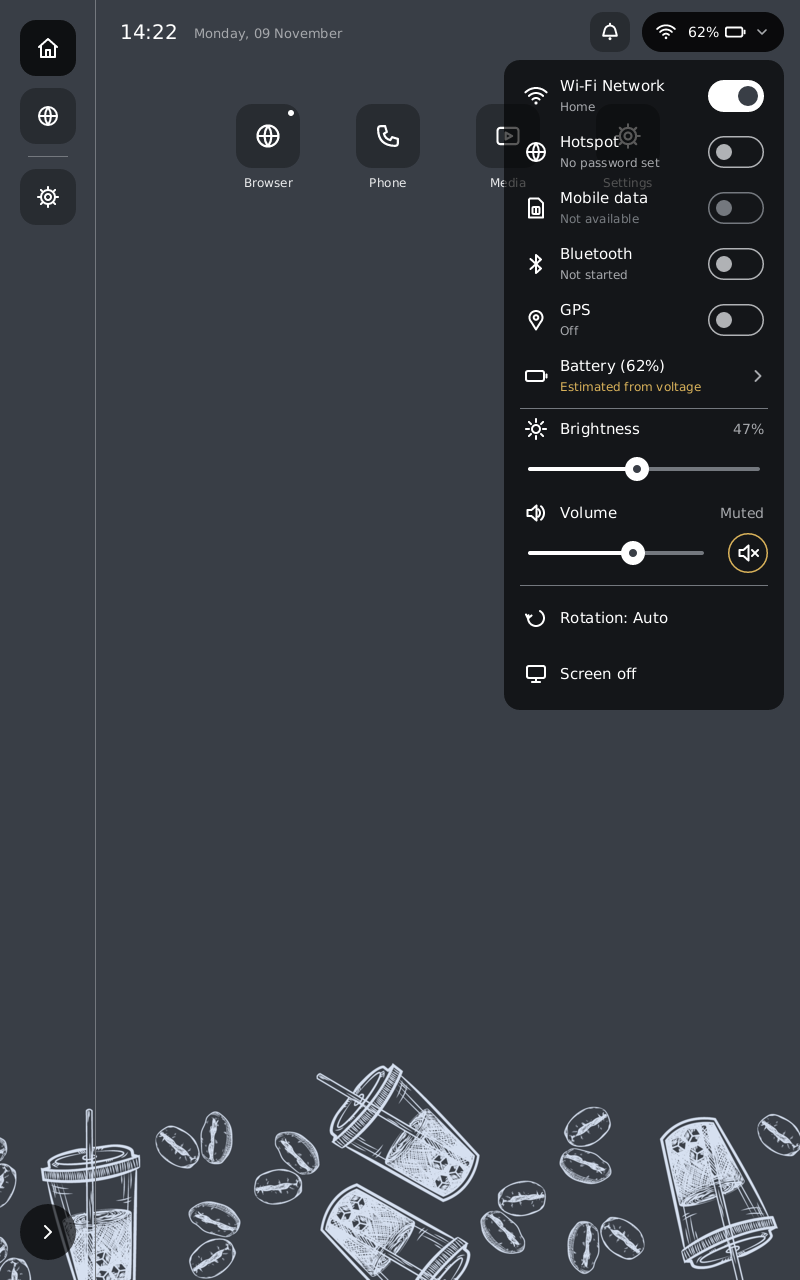 14:22 Monday, 09 November
62%
Browser
Phone
Media
Settings
Wi-Fi Network
Home
Hotspot
No password set
Mobile data
Not available
Bluetooth
Not started
GPS
Off
Battery (62%)
Estimated from voltage
Brightness 47%
Volume Muted
Rotation: Auto
Screen off